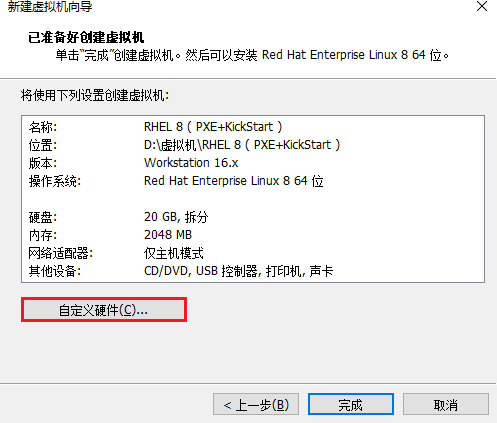 新建虚拟机向导
已准备好创建虚拟机
单击“完成”创建虚拟机。然后可以安装 Red Hat Enterprise Linux 8 64 位。
将使用下列设置创建虚拟机:
名称: RHEL 8 ( PXE+KickStart )
位置: D:\虚拟机\RHEL 8 ( PXE+KickStart )
版本: Workstation 16.x
操作系统: Red Hat Enterprise Linux 8 64 位
硬盘: 20 GB, 拆分
内存: 2048 MB
网络适配器: 仅主机模式
其他设备: CD/DVD, USB 控制器, 打印机, 声卡
自定义硬件(C)...
< 上一步(B) 完成 取消